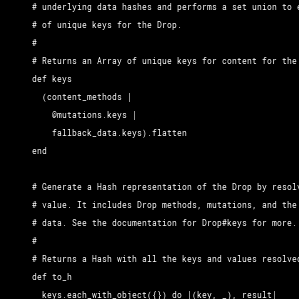 # underlying data hashes and performs a set union to
# of unique keys for the Drop.
#
# Returns an Array of unique keys for content for the
def keys
(content_methods |
@mutations.keys |
fallback_data.keys).flatten
end
# Generate a Hash representation of the Drop by
# value. It includes Drop methods, mutations, and the
# data. See the documentation for Drop#keys for more.
#
# Returns a Hash with all the keys and values resolved
def to_h
keys.each_with_object({}) do |(key, _), result|